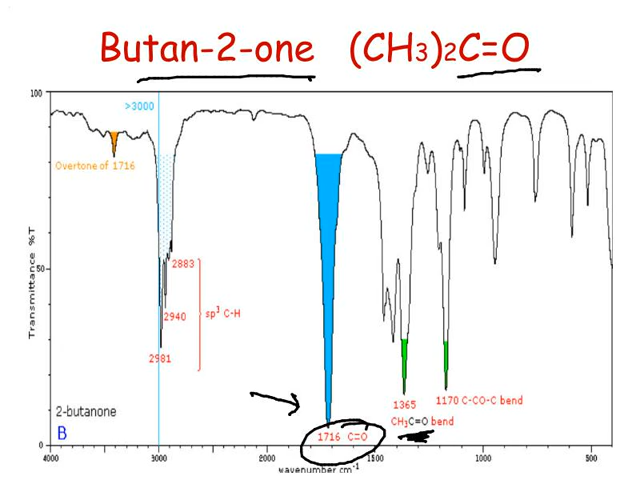 Butan-2-one (CH3)2C=O
100
>3000
Overtone of 1716
2883
2940
sp3 C-H
2981
50
Transmittance %T
1365
1170 C-CO-C bend
CH3C=O bend
2-butanone
B
1716 C=O
0
4000
3000
2000
1500
1000
500
wavenumber cm-1